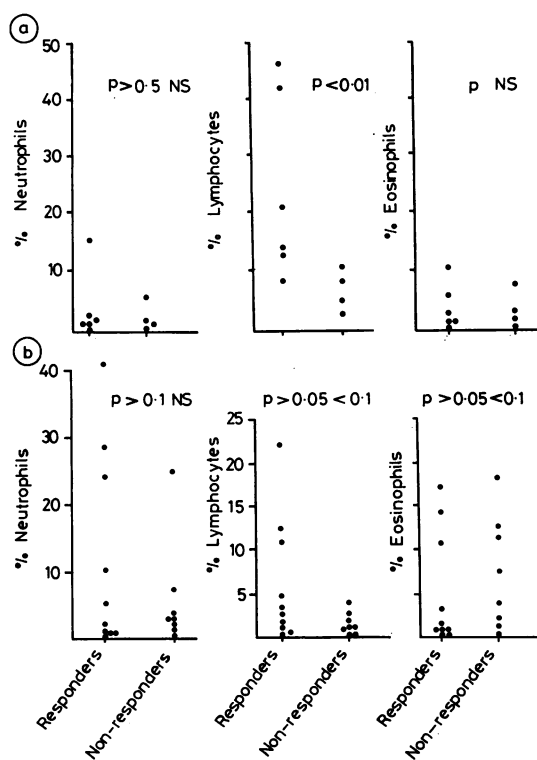 a
% Neutrophils
50
40
30
20
10
p>0·5 NS
% Lymphocytes
p<0·01
% Eosinophils
p NS
b
% Neutrophils
40
30
20
10
p>0·1 NS
% Lymphocytes
25
20
15
10
5
p>0·05<0·1
% Eosinophils
p>0·05<0·1
Responders
Non-responders
Responders
Non-responders
Responders
Non-responders